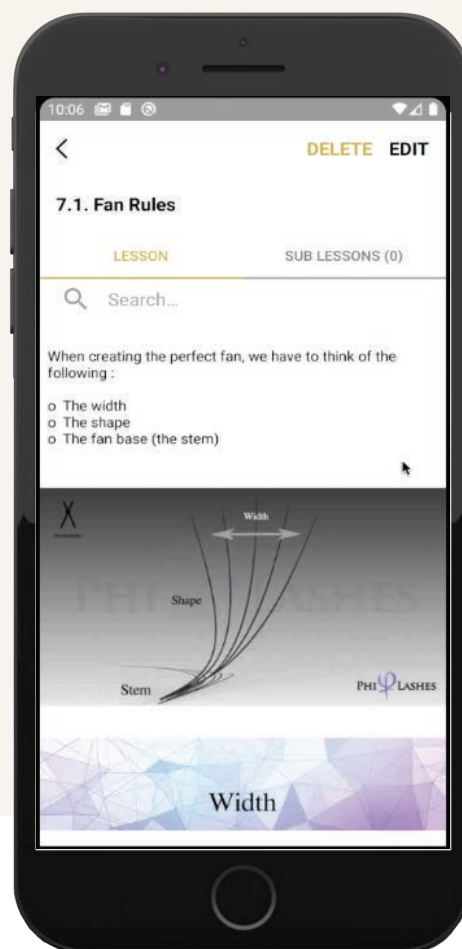 10:06
DELETE EDIT
7.1. Fan Rules
LESSON SUB LESSONS (0)
Search...
When creating the perfect fan, we have to think of the
following :
o The width
o The shape
o The fan base (the stem)
Width
PHI LASHES
Shape
Stem
PHI LASHES
Width